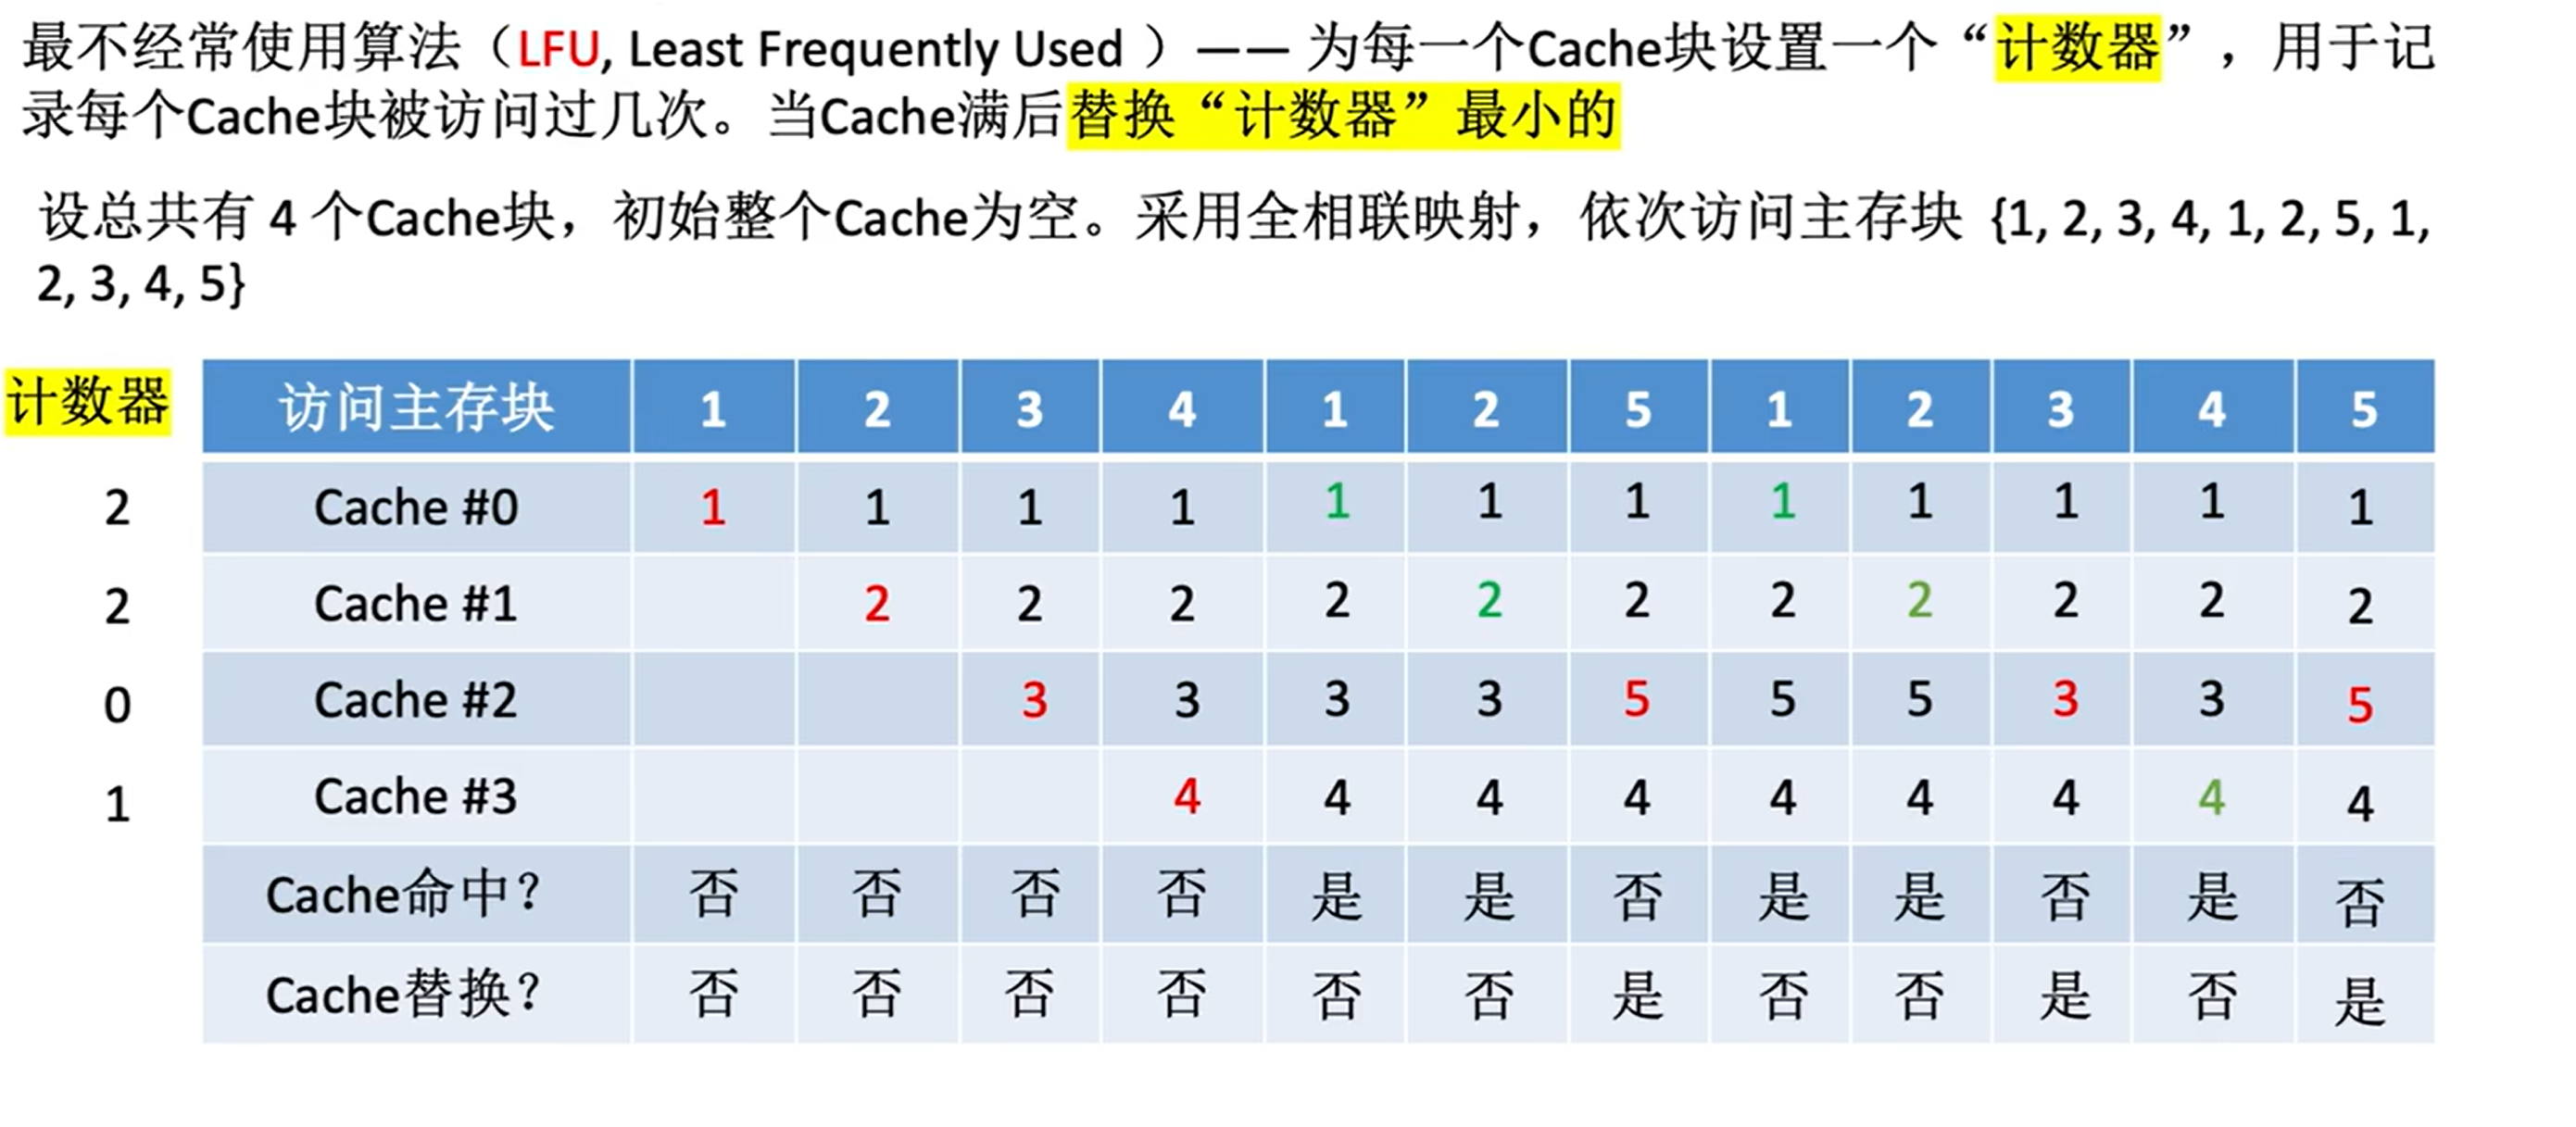 最不经常使用算法（LFU, Least Frequently Used ）—— 为每一个Cache块设置一个“计数器”，用于记
录每个Cache块被访问过几次。当Cache满后替换“计数器”最小的
设总共有 4 个Cache块，初始整个Cache为空。采用全相联映射，依次访问主存块 {1, 2, 3, 4, 1, 2, 5, 1,
2, 3, 4, 5}
计数器 访问主存块 1 2 3 4 1 2 5 1 2 3 4 5
2 Cache #0 1 1 1 1 1 1 1 1 1 1 1 1
2 Cache #1 2 2 2 2 2 2 2 2 2 2 2
0 Cache #2 3 3 3 3 5 5 5 3 3 5
1 Cache #3 4 4 4 4 4 4 4 4 4
Cache命中？ 否 否 否 否 是 是 否 是 是 否 是 否
Cache替换？ 否 否 否 否 否 否 是 否 否 是 否 是